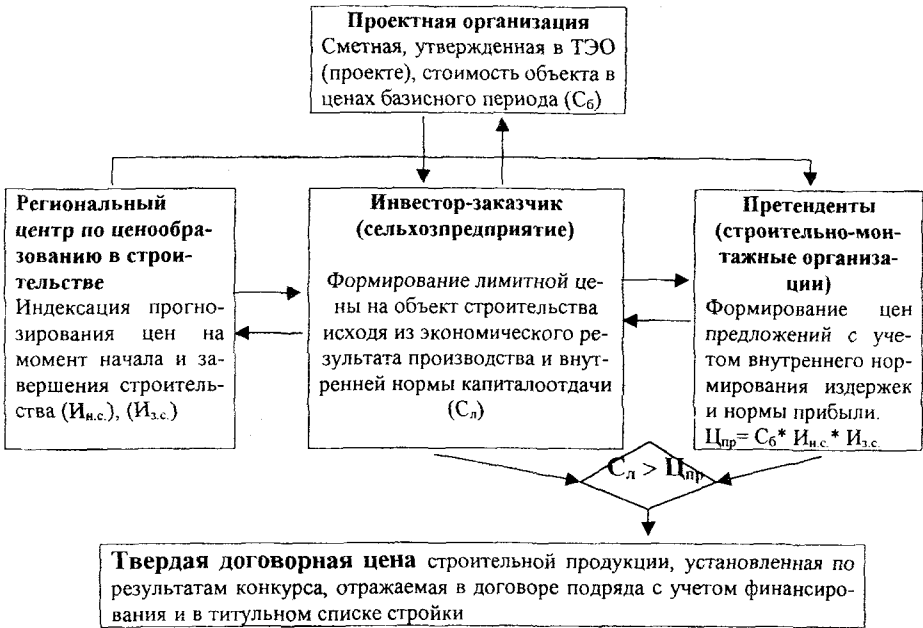 Проектная организация
Сметная, утвержденная в ТЭО
(проекте), стоимость объекта в
ценах базисного периода (Сб)
Региональный
центр по ценообра-
зованию в строи-
тельстве
Индексация прогно-
зирования цен на
момент начала и за-
вершения строитель-
ства (Ин.с.), (Из.с.)
Инвестор-заказчик
(сельхозпредприятие)
Формирование лимитной це-
ны на объект строительства
исходя из экономического ре-
зультата производства и внут-
ренней нормы капиталоотдачи
(Сл)
Претенденты
(строительно-мон-
тажные организа-
ции)
Формирование цен
предложений с уче-
том внутреннего нор-
мирования издержек
и нормы прибыли.
Цпр= Сб* Ин.с.* Из.с.
Сл > Цпр
Твердая договорная цена строительной продукции, установленная по
результатам конкурса, отражаемая в договоре подряда с учетом финансиро-
вания и в титульном списке стройки